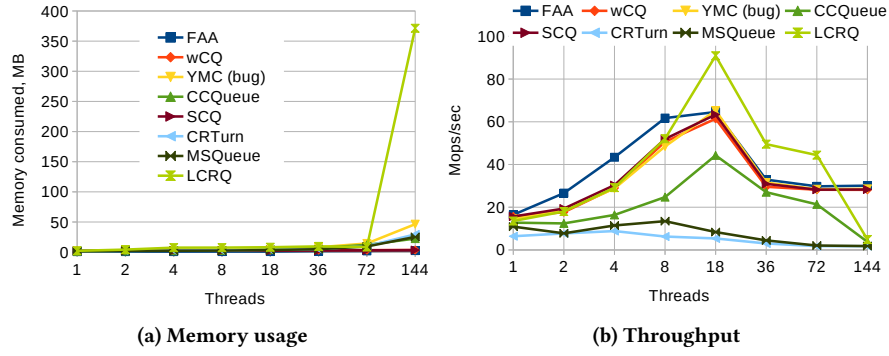 400
350
300
250
200
150
100
50
0
Memory consumed, MB
FAA
wCQ
YMC (bug)
CCQueue
SCQ
CRTurn
MSQueue
LCRQ
1 2 4 8 18 36 72 144
Threads
(a) Memory usage
FAA wCQ YMC (bug) CCQueue
SCQ CRTurn MSQueue LCRQ
100
80
60
40
20
0
Mops/sec
1 2 4 8 18 36 72 144
Threads
(b) Throughput